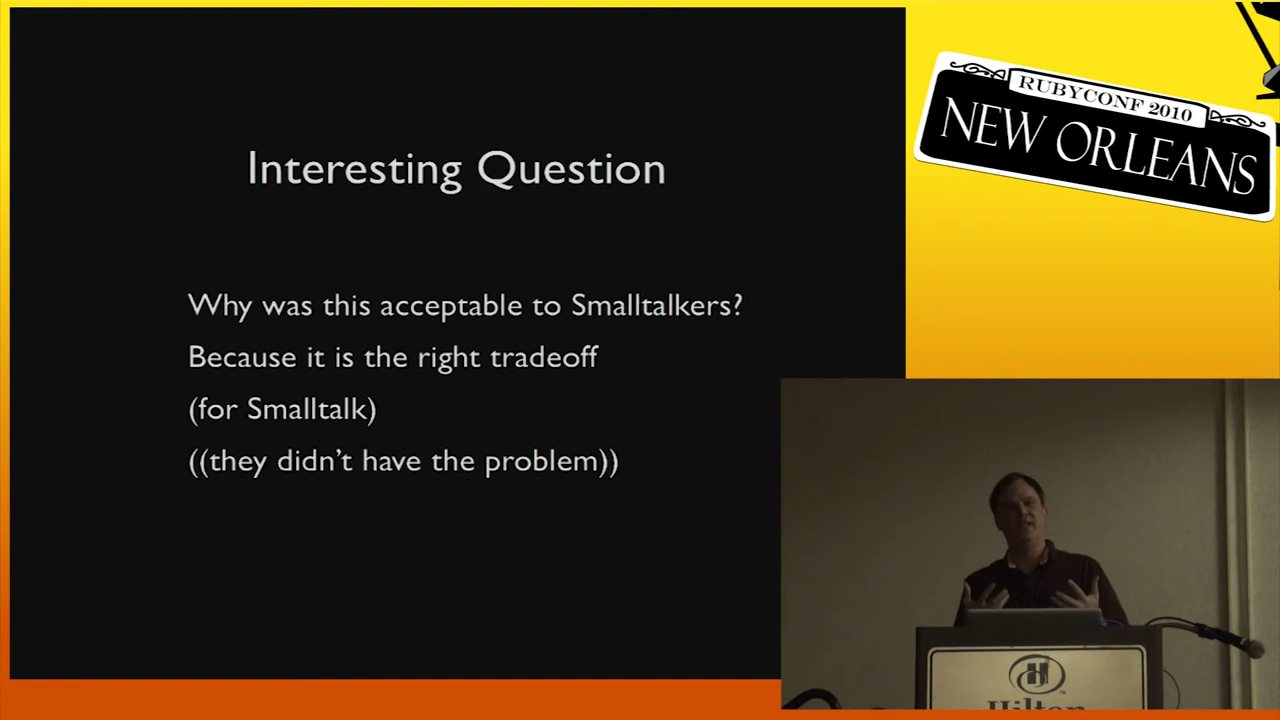 Interesting Question
Why was this acceptable to Smalltalkers?
Because it is the right tradeoff
(for Smalltalk)
((they didn't have the problem))
RUBYCONF 2010
NEW ORLEANS
Hilton